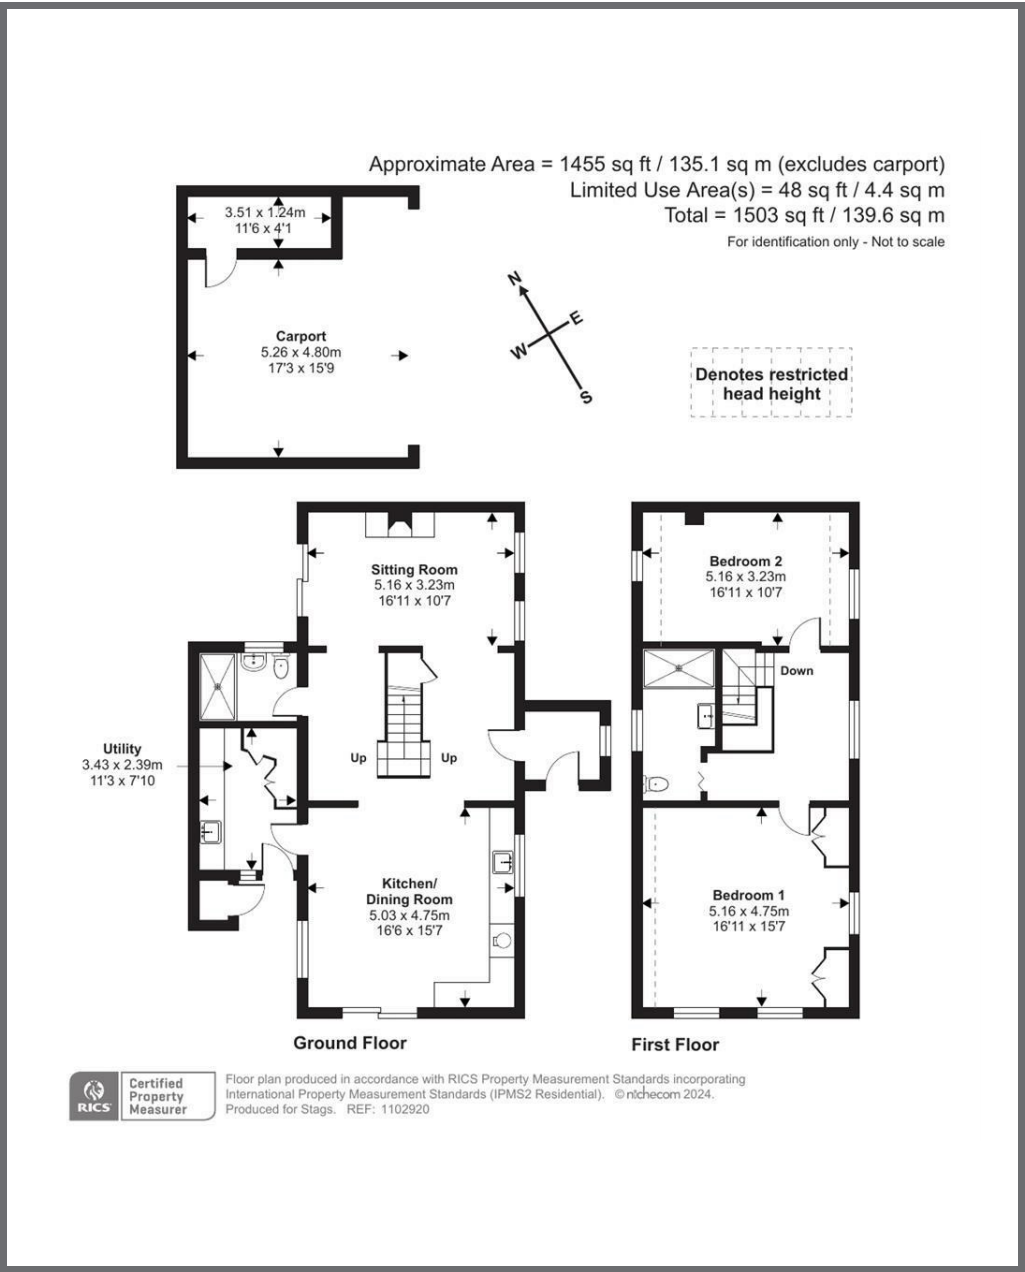 Approximate Area = 1455 sq ft / 135.1 sq m (excludes carport)
Limited Use Area(s) = 48 sq ft / 4.4 sq m
Total = 1503 sq ft / 139.6 sq m
For identification only - Not to scale
3.51 x 1.24m
11'6 x 4'1
Carport
5.26 x 4.80m
17'3 x 15'9
N
E
W
S
Denotes restricted
head height
Sitting Room
5.16 x 3.23m
16'11 x 10'7
Bedroom 2
5.16 x 3.23m
16'11 x 10'7
Down
Utility
3.43 x 2.39m
11'3 x 7'10
Up
Up
Kitchen/
Dining Room
5.03 x 4.75m
16'6 x 15'7
Bedroom 1
5.16 x 4.75m
16'11 x 15'7
Ground Floor
First Floor
RICS
Certified
Property
Measurer
Floor plan produced in accordance with RICS Property Measurement Standards incorporating
International Property Measurement Standards (IPMS2 Residential). © nichecom 2024.
Produced for Stags. REF: 1102920